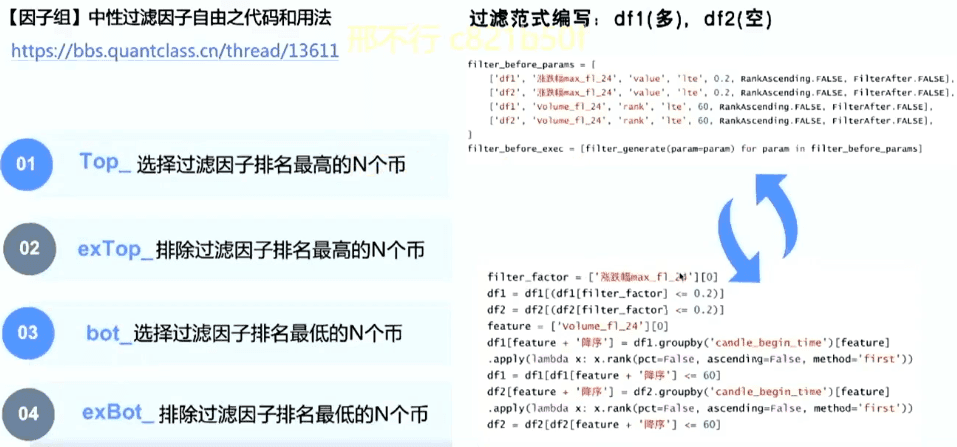 【因子组】中性过滤因子自由之代码和用法
https://bbs.quantclass.cn/thread/13611
01 Top_ 选择过滤因子排名最高的N个币
02 exTop_ 排除过滤因子排名最高的N个币
03 bot_ 选择过滤因子排名最低的N个币
04 exBot_ 排除过滤因子排名最低的N个币
邢不行 c821b50f
过滤范式编写：df1(多)，df2(空)
filter_before_params = [
['df1', '涨跌幅max_fl_24', 'value', 'lte', 0.2, RankAscending.FALSE, FilterAfter.FALSE],
['df2', '涨跌幅max_fl_24', 'value', 'lte', 0.2, RankAscending.FALSE, FilterAfter.FALSE],
['df1', 'Volume_fl_24', 'rank', 'lte', 60, RankAscending.FALSE, FilterAfter.FALSE],
['df2', 'Volume_fl_24', 'rank', 'lte', 60, RankAscending.FALSE, FilterAfter.FALSE],
]
filter_before_exec = [filter_generate(param=param) for param in filter_before_params]
filter_factor = ['涨跌幅max_fl_24'][0]
df1 = df1[(df1[filter_factor] <= 0.2)]
df2 = df2[(df2[filter_factor] <= 0.2)]
feature = ['Volume_fl_24'][0]
df1[feature + '降序'] = df1.groupby('candle_begin_time')[feature]
.apply(lambda x: x.rank(pct=False, ascending=False, method='first'))
df1 = df1[df1[feature + '降序'] <= 60]
df2[feature + '降序'] = df2.groupby('candle_begin_time')[feature]
.apply(lambda x: x.rank(pct=False, ascending=False, method='first'))
df2 = df2[df2[feature + '降序'] <= 60]